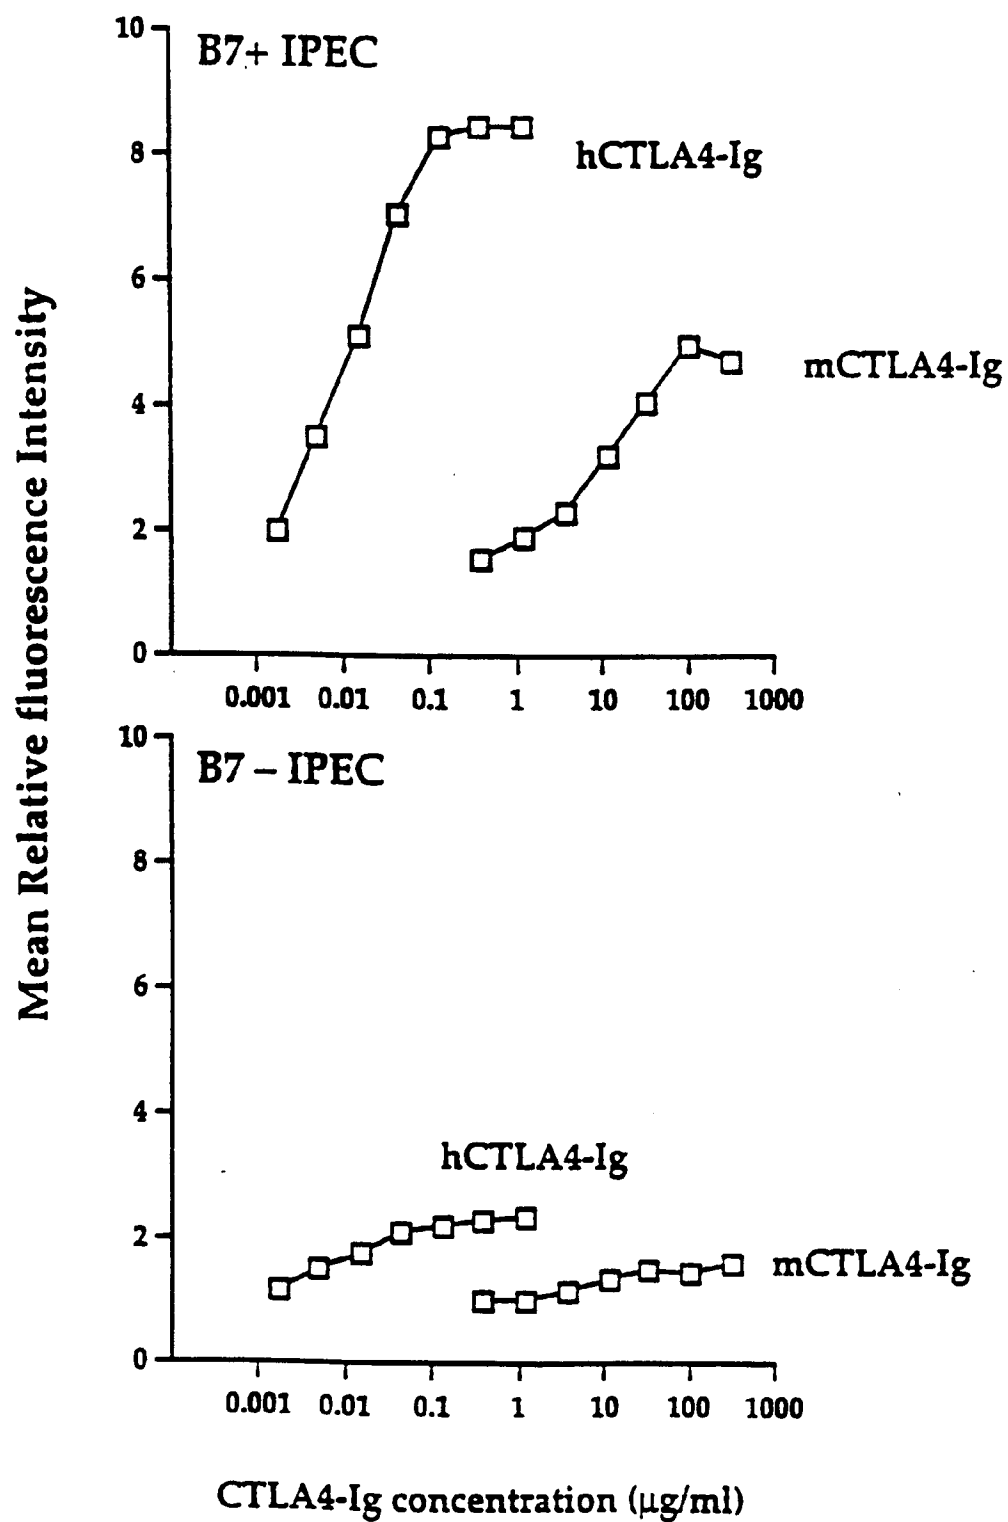 Mean Relative fluorescence Intensity
B7+ IPEC
10
8
6
4
2
0
hCTLA4-Ig
mCTLA4-Ig
0.001 0.01 0.1 1 10 100 1000
B7 – IPEC
10
8
6
4
2
0
hCTLA4-Ig
mCTLA4-Ig
0.001 0.01 0.1 1 10 100 1000
CTLA4-Ig concentration (µg/ml)